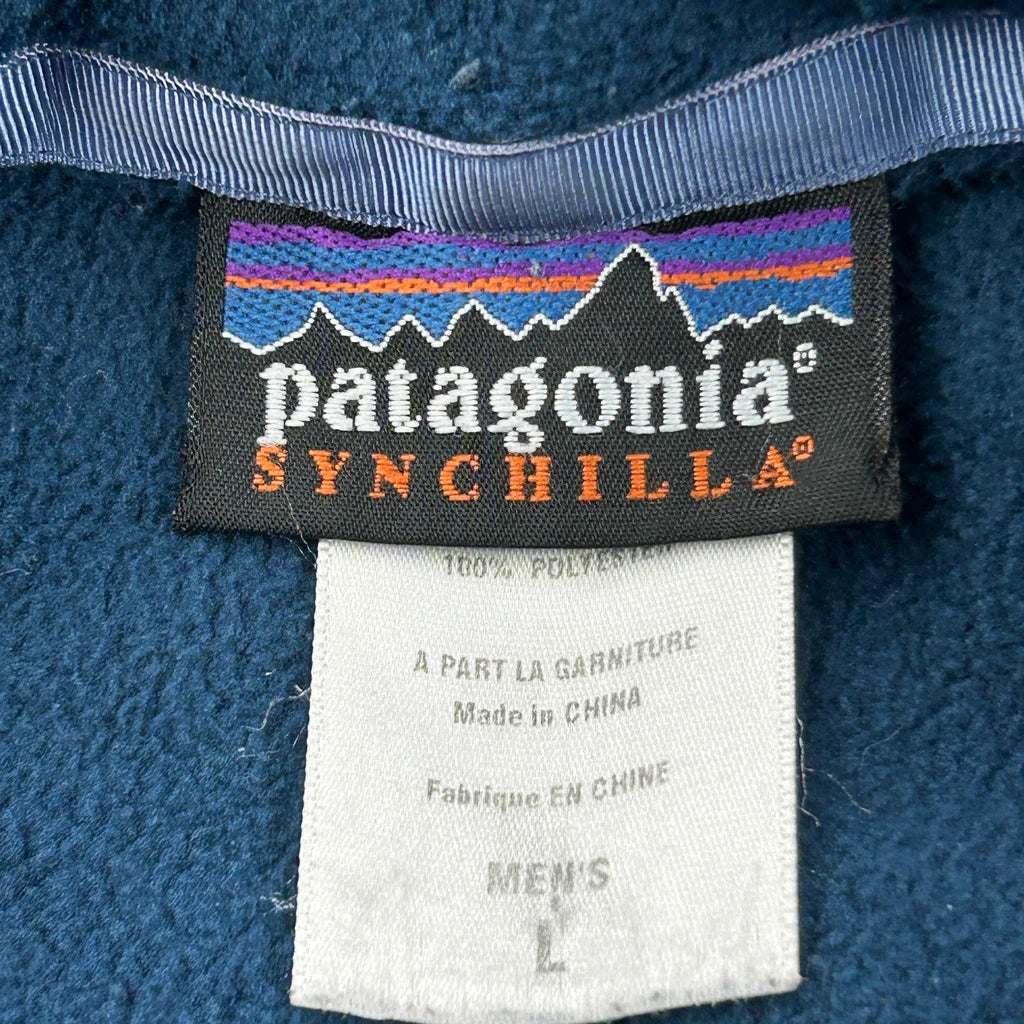 patagonia®
SYNCHILLA®
100% POLYESTER
A PART LA GARNITURE
Made in CHINA
Fabrique EN CHINE
MEN'S
L